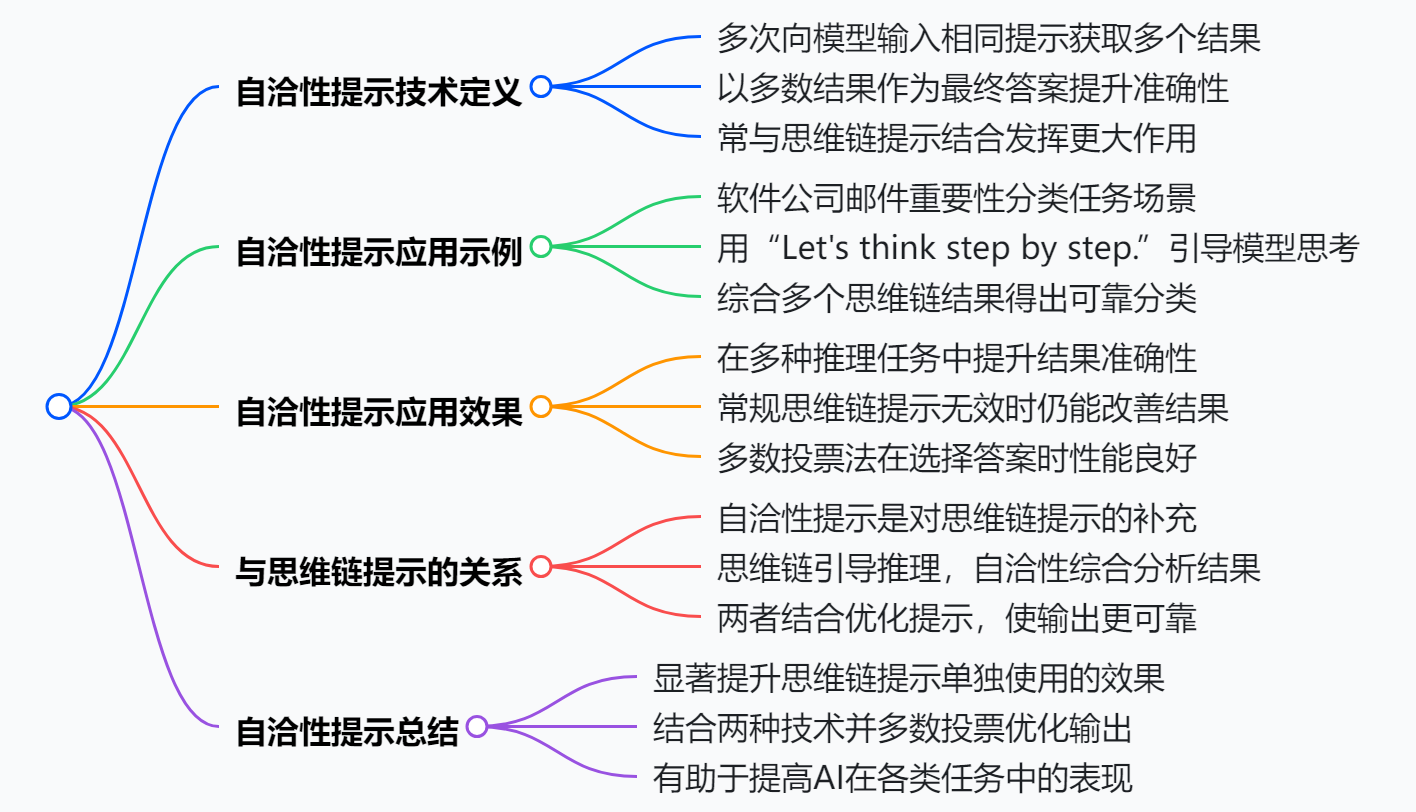 自洽性提示技术定义
多次向模型输入相同提示获取多个结果
以多数结果作为最终答案提升准确性
常与思维链提示结合发挥更大作用
自洽性提示应用示例
软件公司邮件重要性分类任务场景
用“Let's think step by step.”引导模型思考
综合多个思维链结果得出可靠分类
自洽性提示应用效果
在多种推理任务中提升结果准确性
常规思维链提示无效时仍能改善结果
多数投票法在选择答案时性能良好
与思维链提示的关系
自洽性提示是对思维链提示的补充
思维链引导推理，自洽性综合分析结果
两者结合优化提示，使输出更可靠
自洽性提示总结
显著提升思维链提示单独使用的效果
结合两种技术并多数投票优化输出
有助于提高AI在各类任务中的表现